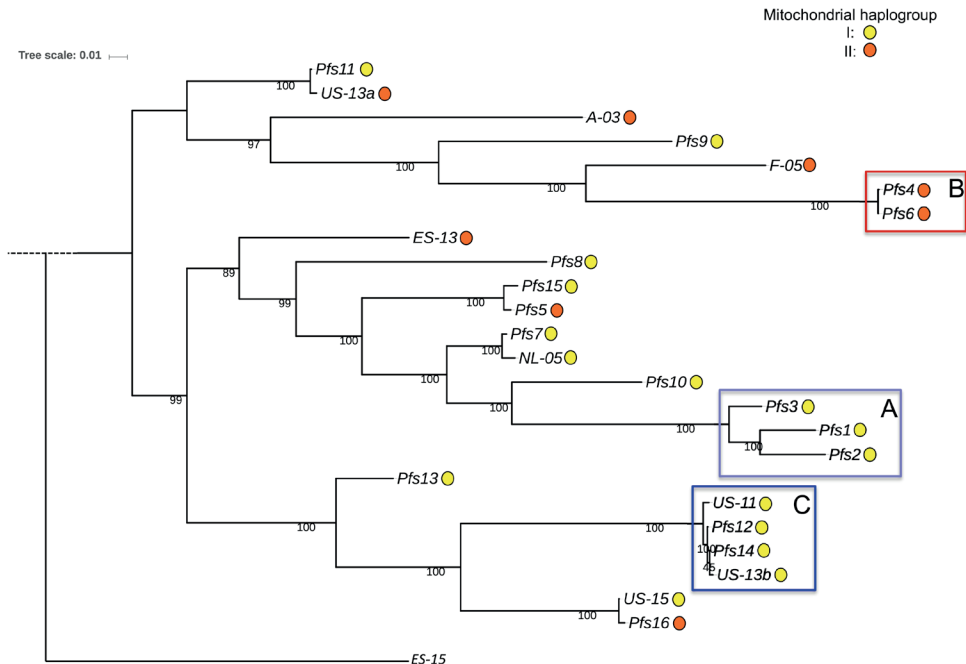 Mitochondrial haplogroup
I:
II:
Tree scale: 0.01
Pfs11
100
US-13a
A-03
97
Pfs9
100
F-05
100
Pfs4
B
100
Pfs6
ES-13
Pfs8
89
Pfs15
99
100
Pfs5
Pfs7
100
100
NL-05
100
Pfs10
99
100
Pfs3
A
100
Pfs1
100
Pfs2
Pfs13
US-11
C
100
100
Pfs12
100
Pfs14
100
45
US-13b
US-15
100
Pfs16
ES-15